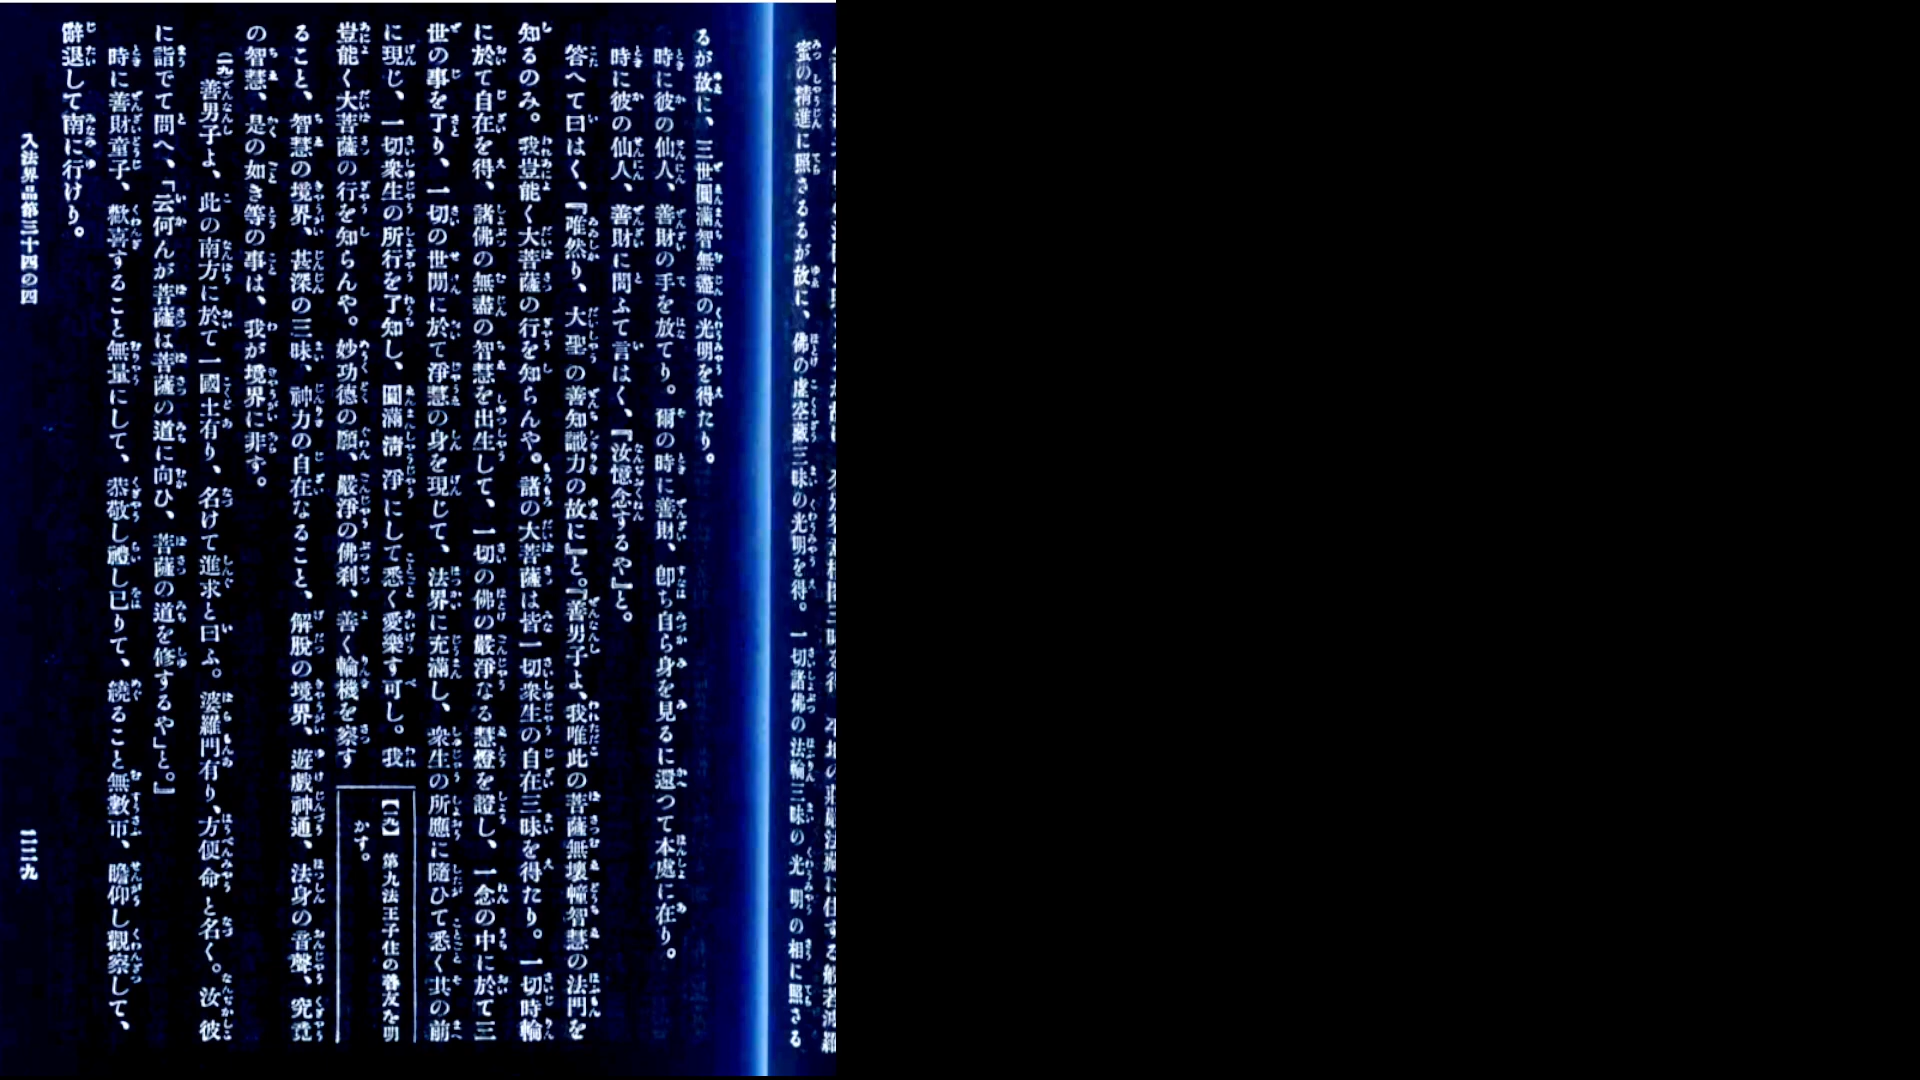 蜜の精進に照さるるが故に、佛の虚空藏三昧の光明を得。一切諸佛の法輪三昧の光明の相に照さる
るが故に、三世圓滿智無盡の光明を得たり。
時に彼の仙人、善財の手を放てり。爾の時に善財、卽ち自ら身を見るに還つて本處に在り。
時に彼の仙人、善財に問ふて言はく、『汝憶念するや』と。
答へて曰はく、『唯然り、大聖の善知識力の故に』と。『善男子よ、我唯此の菩薩無壞幢智慧の法門を
知るのみ。我豈能く大菩薩の行を知らんや。諸の大菩薩は皆一切衆生の自在三昧を得たり。一切時輪
に於て自在を得、諸佛の無盡の智慧を出生して、一切の佛の嚴淨なる慧燈を證し、一念の中に於て三
世の事を了り、一切の世間に於て淨慧の身を現じて、法界に充滿し、衆生の所應に隨ひて悉く其の前
に現じ、一切衆生の所行を了知し、圓滿淸淨にして悉く愛樂す可し。我
豈能く大菩薩の行を知らんや。妙功德の願、嚴淨の佛刹、善く輪機を察す
ること、智慧の境界、甚深の三昧、神力の自在なること、解脫の境界、遊戲神通、法身の音聲、究竟
の智慧、是の如き等の事は、我が境界に非ず。
【一九】第九法王子住の善友を明
かす。
(一九)善男子よ、此の南方に於て一國土有り、名けて進求と曰ふ。婆羅門有り、方便命と名く。汝彼
に詣でて問へ、「云何んが菩薩は菩薩の道に向ひ、菩薩の道を修するや」と。』
時に善財童子、歡喜すること無量にして、恭敬し禮し已りて、繞ること無數帀、瞻仰し觀察して、
辭退して南に行けり。
入法界品第三十四の四
二二九